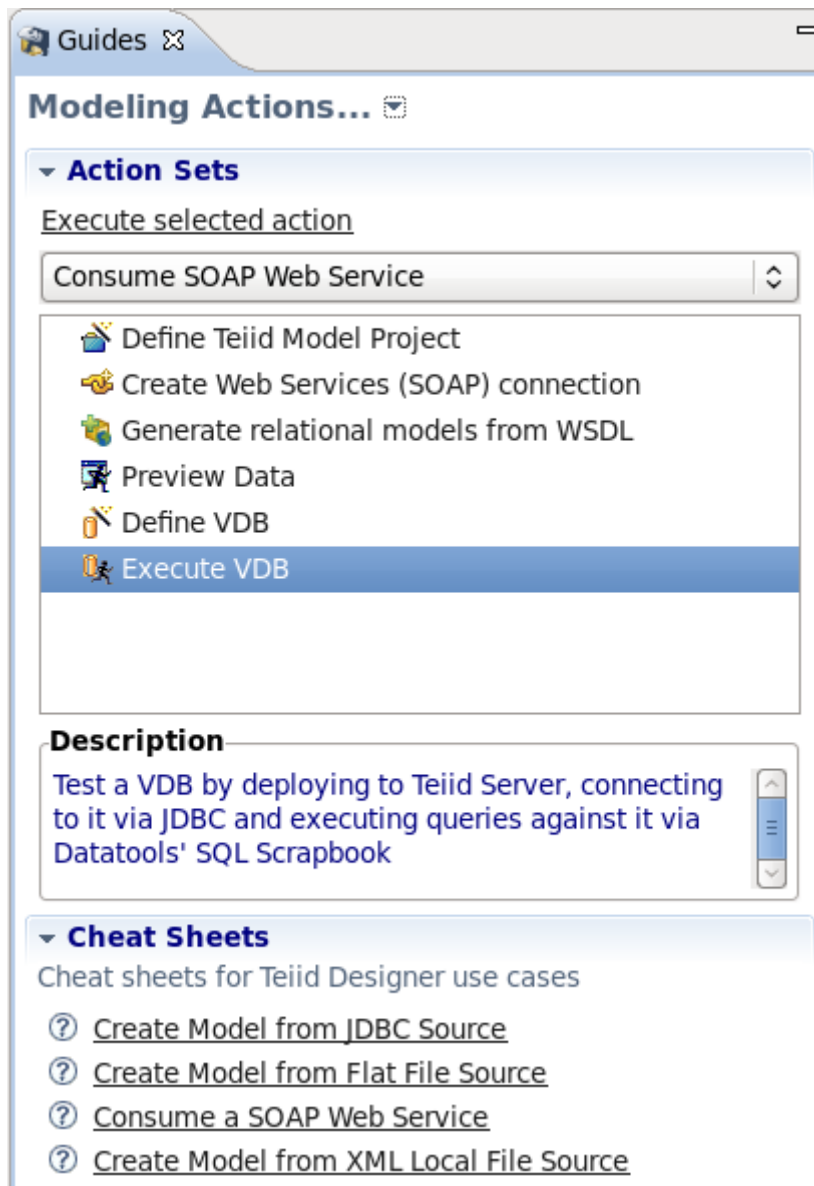 Guides
Modeling Actions...
Action Sets
Execute selected action
Consume SOAP Web Service
Define Teiid Model Project
Create Web Services (SOAP) connection
Generate relational models from WSDL
Preview Data
Define VDB
Execute VDB
Description
Test a VDB by deploying to Teiid Server, connecting
to it via JDBC and executing queries against it via
Datatools' SQL Scrapbook
Cheat Sheets
Cheat sheets for Teiid Designer use cases
Create Model from JDBC Source
Create Model from Flat File Source
Consume a SOAP Web Service
Create Model from XML Local File Source